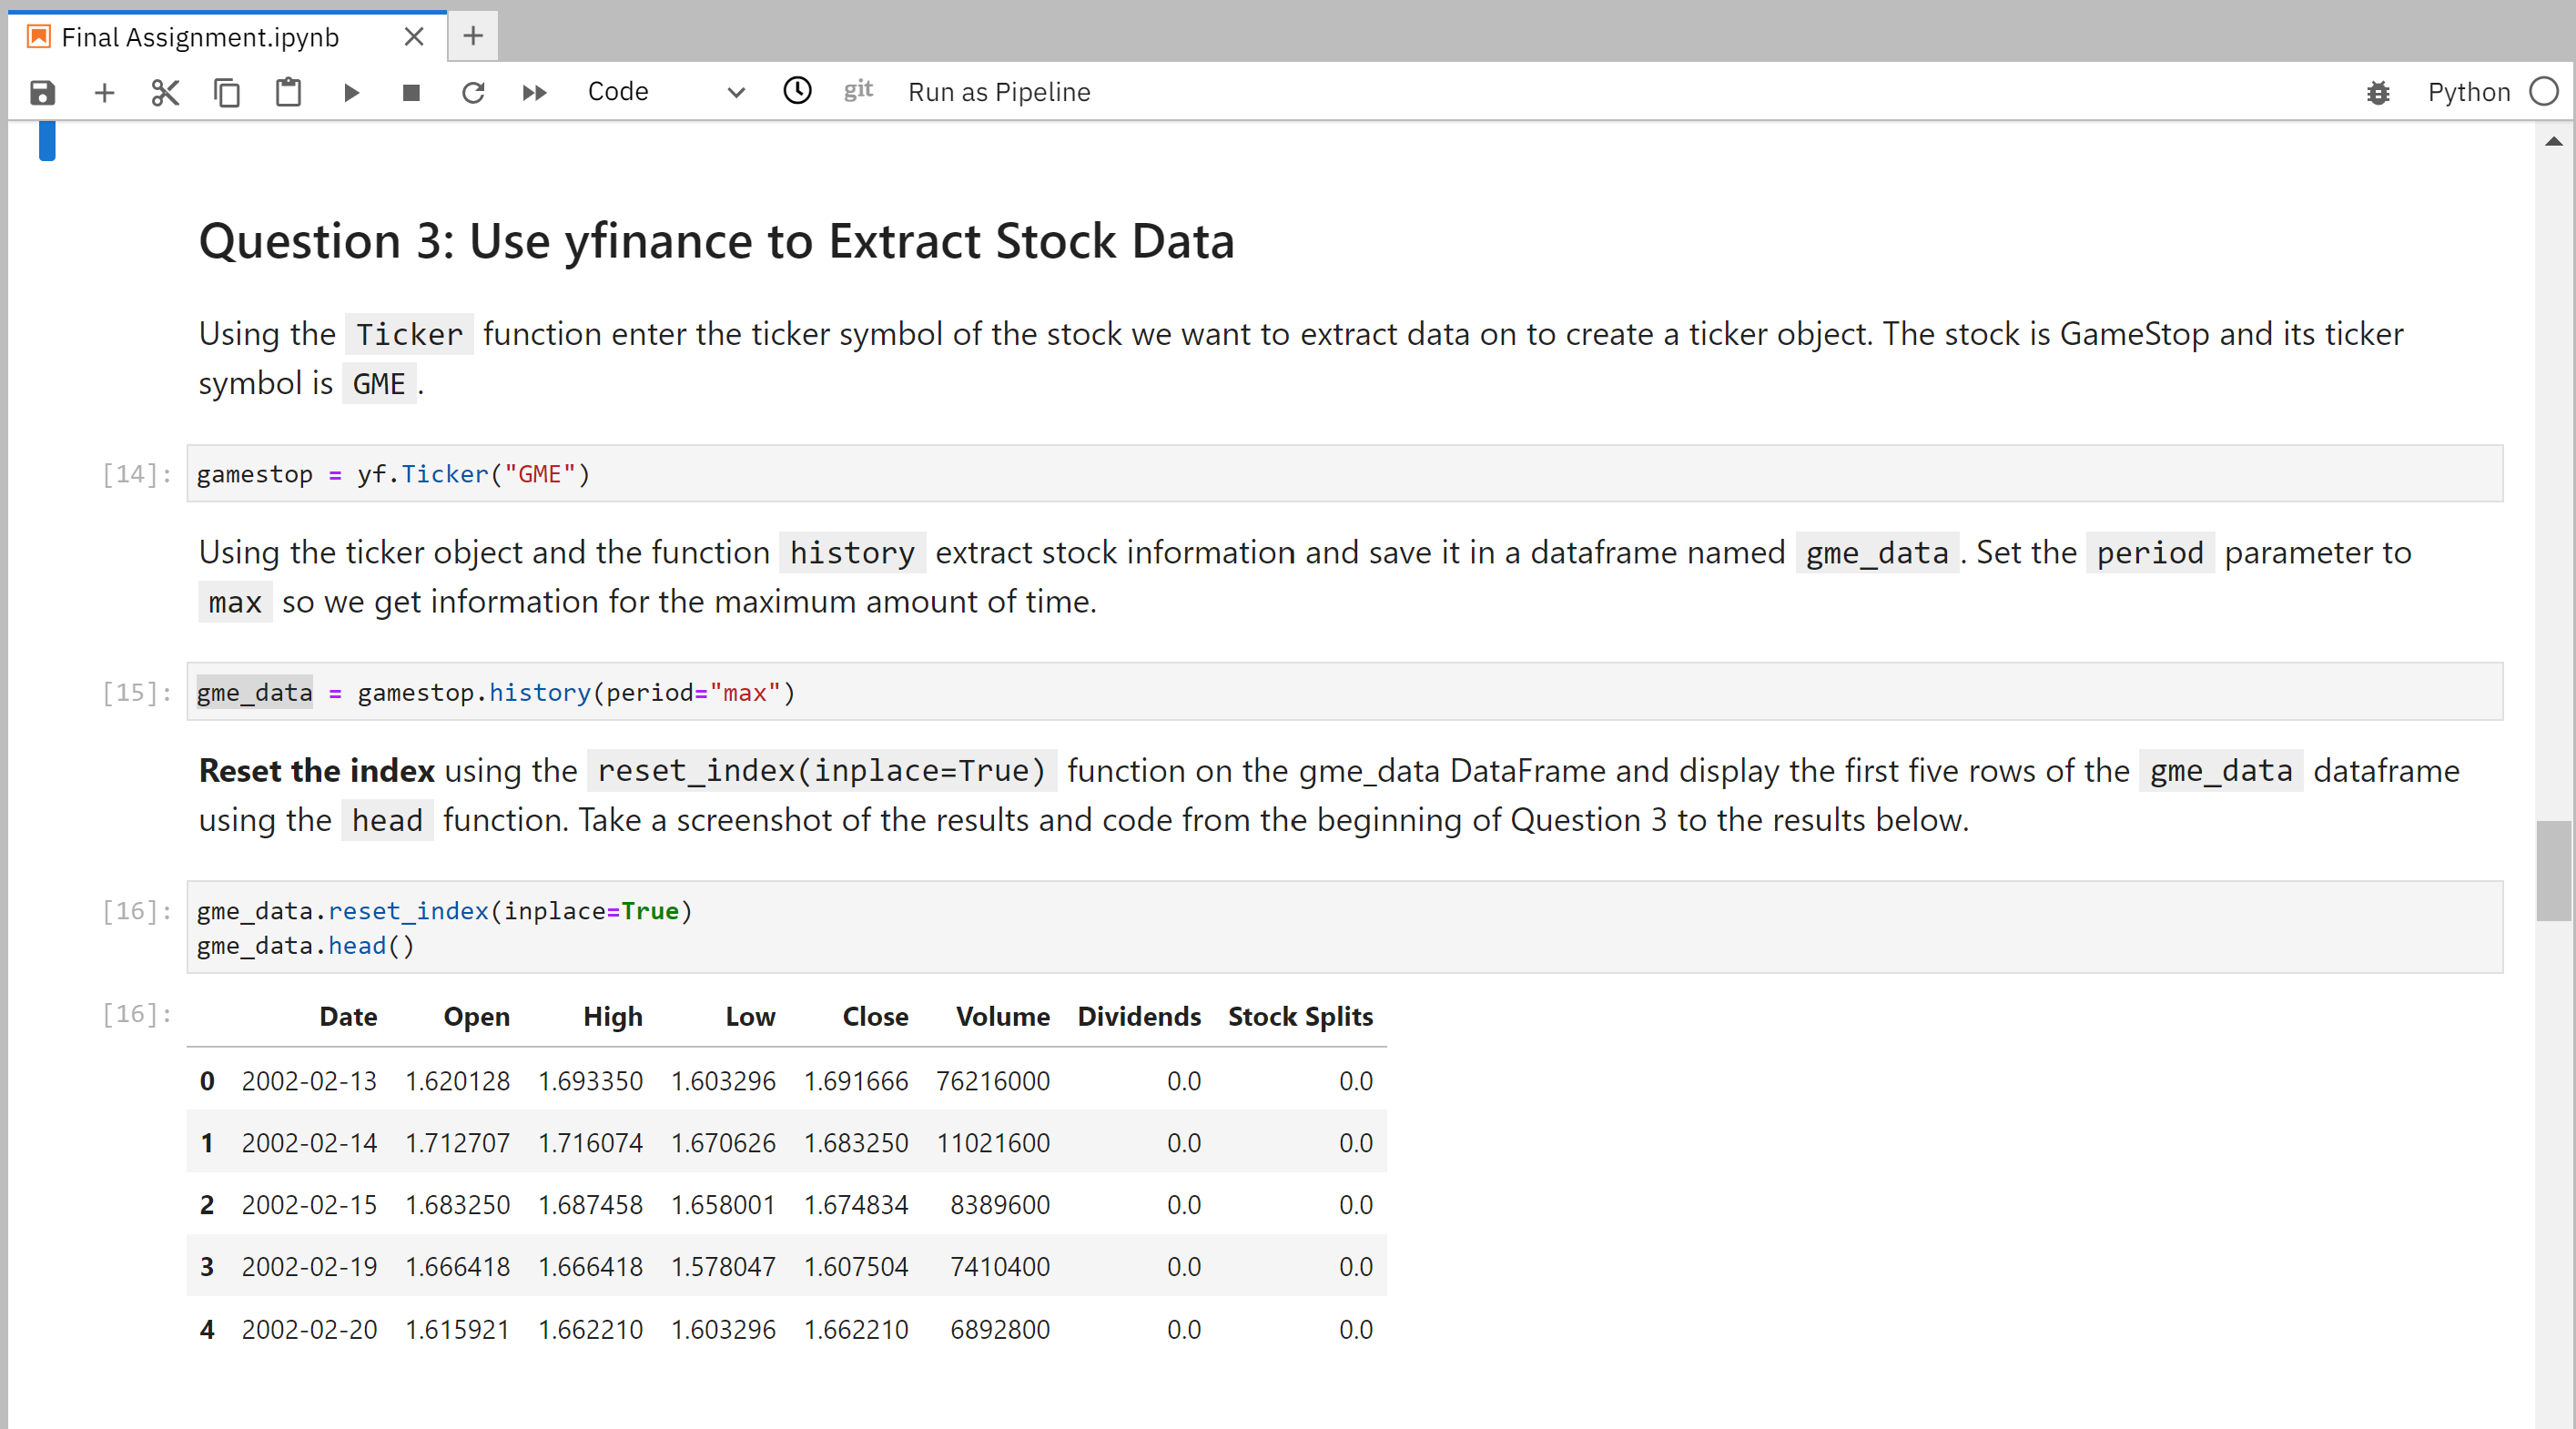 Final Assignment.ipynb
Code git Run as Pipeline Python
Question 3: Use yfinance to Extract Stock Data
Using the Ticker function enter the ticker symbol of the stock we want to extract data on to create a ticker object. The stock is GameStop and its ticker
symbol is GME .
[14]: gamestop = yf.Ticker("GME")
Using the ticker object and the function history extract stock information and save it in a dataframe named gme_data . Set the period parameter to
max so we get information for the maximum amount of time.
[15]: gme_data = gamestop.history(period="max")
Reset the index using the reset_index(inplace=True) function on the gme_data DataFrame and display the first five rows of the gme_data dataframe
using the head function. Take a screenshot of the results and code from the beginning of Question 3 to the results below.
[16]: gme_data.reset_index(inplace=True)
gme_data.head()
[16]: Date Open High Low Close Volume Dividends Stock Splits
0 2002-02-13 1.620128 1.693350 1.603296 1.691666 76216000 0.0 0.0
1 2002-02-14 1.712707 1.716074 1.670626 1.683250 11021600 0.0 0.0
2 2002-02-15 1.683250 1.687458 1.658001 1.674834 8389600 0.0 0.0
3 2002-02-19 1.666418 1.666418 1.578047 1.607504 7410400 0.0 0.0
4 2002-02-20 1.615921 1.662210 1.603296 1.662210 6892800 0.0 0.0